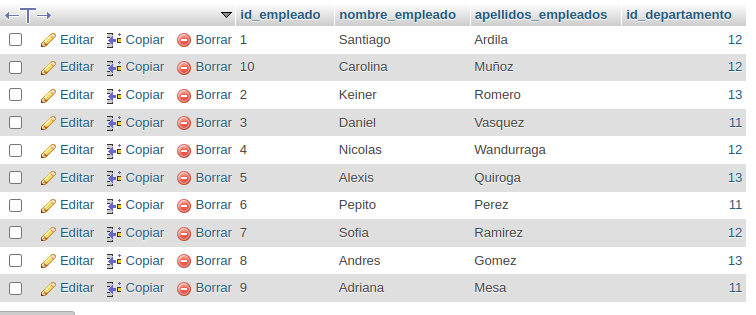 id_empleado nombre_empleado apellidos_empleados id_departamento
Editar Copiar Borrar 1 Santiago Ardila 12
Editar Copiar Borrar 10 Carolina Muñoz 12
Editar Copiar Borrar 2 Keiner Romero 13
Editar Copiar Borrar 3 Daniel Vasquez 11
Editar Copiar Borrar 4 Nicolas Wandurraga 12
Editar Copiar Borrar 5 Alexis Quiroga 13
Editar Copiar Borrar 6 Pepito Perez 11
Editar Copiar Borrar 7 Sofia Ramirez 12
Editar Copiar Borrar 8 Andres Gomez 13
Editar Copiar Borrar 9 Adriana Mesa 11